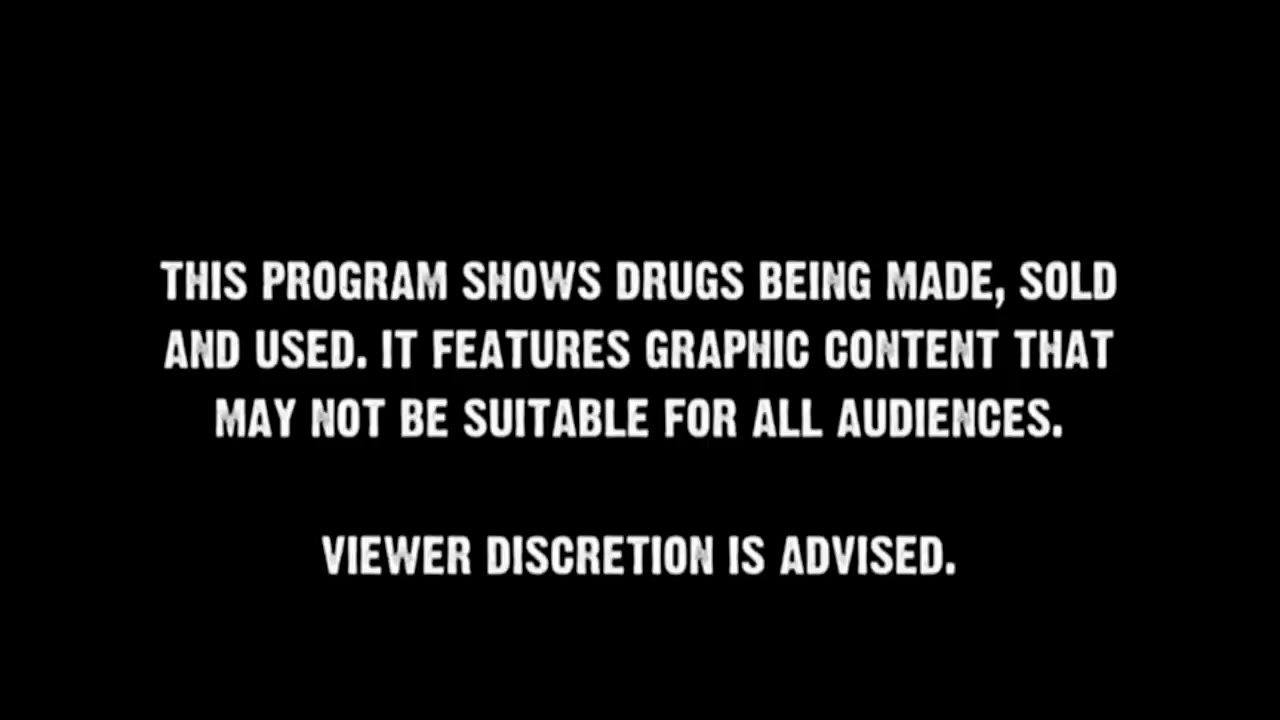 THIS PROGRAM SHOWS DRUGS BEING MADE, SOLD
AND USED. IT FEATURES GRAPHIC CONTENT THAT
MAY NOT BE SUITABLE FOR ALL AUDIENCES.
VIEWER DISCRETION IS ADVISED.